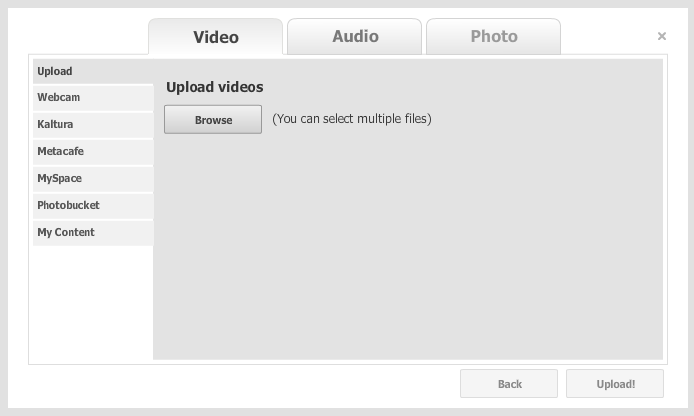 Video
Audio
Photo
×
Upload
Webcam
Kaltura
Metacafe
MySpace
Photobucket
My Content
Upload videos
Browse
(You can select multiple files)
Back
Upload!